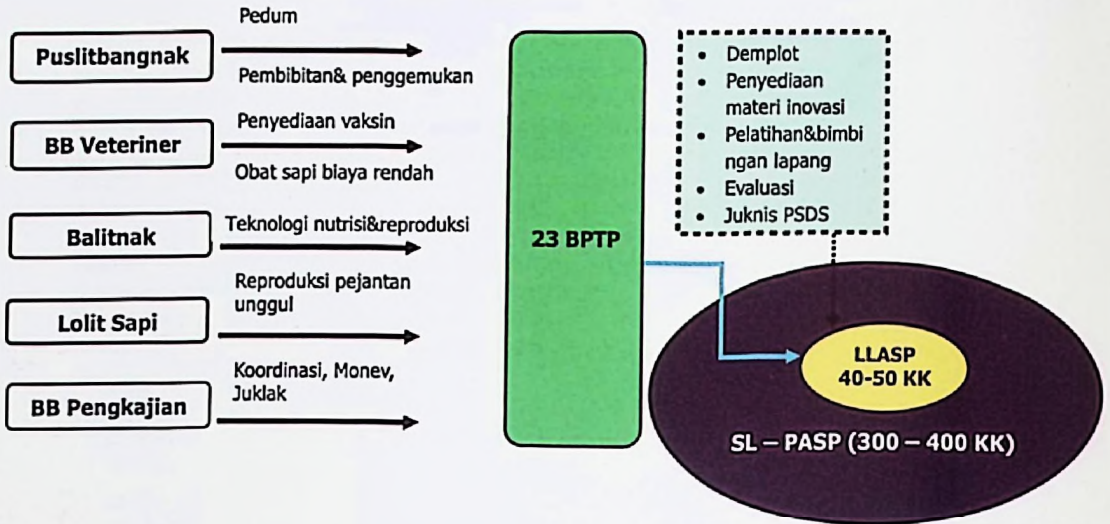 Puslitbangnak
Pedum
Pembibitan& penggemukan
BB Veteriner
Penyediaan vaksin
Obat sapi biaya rendah
Balitnak
Teknologi nutrisi&reproduksi
Lolit Sapi
Reproduksi pejantan
unggul
BB Pengkajian
Koordinasi, Monev,
Juklak
23 BPTP
• Demplot
• Penyediaan
materi inovasi
• Pelatihan&bimbi
ngan lapang
• Evaluasi
• Juknis PSDS
LLASP
40-50 KK
SL – PASP (300 – 400 KK)